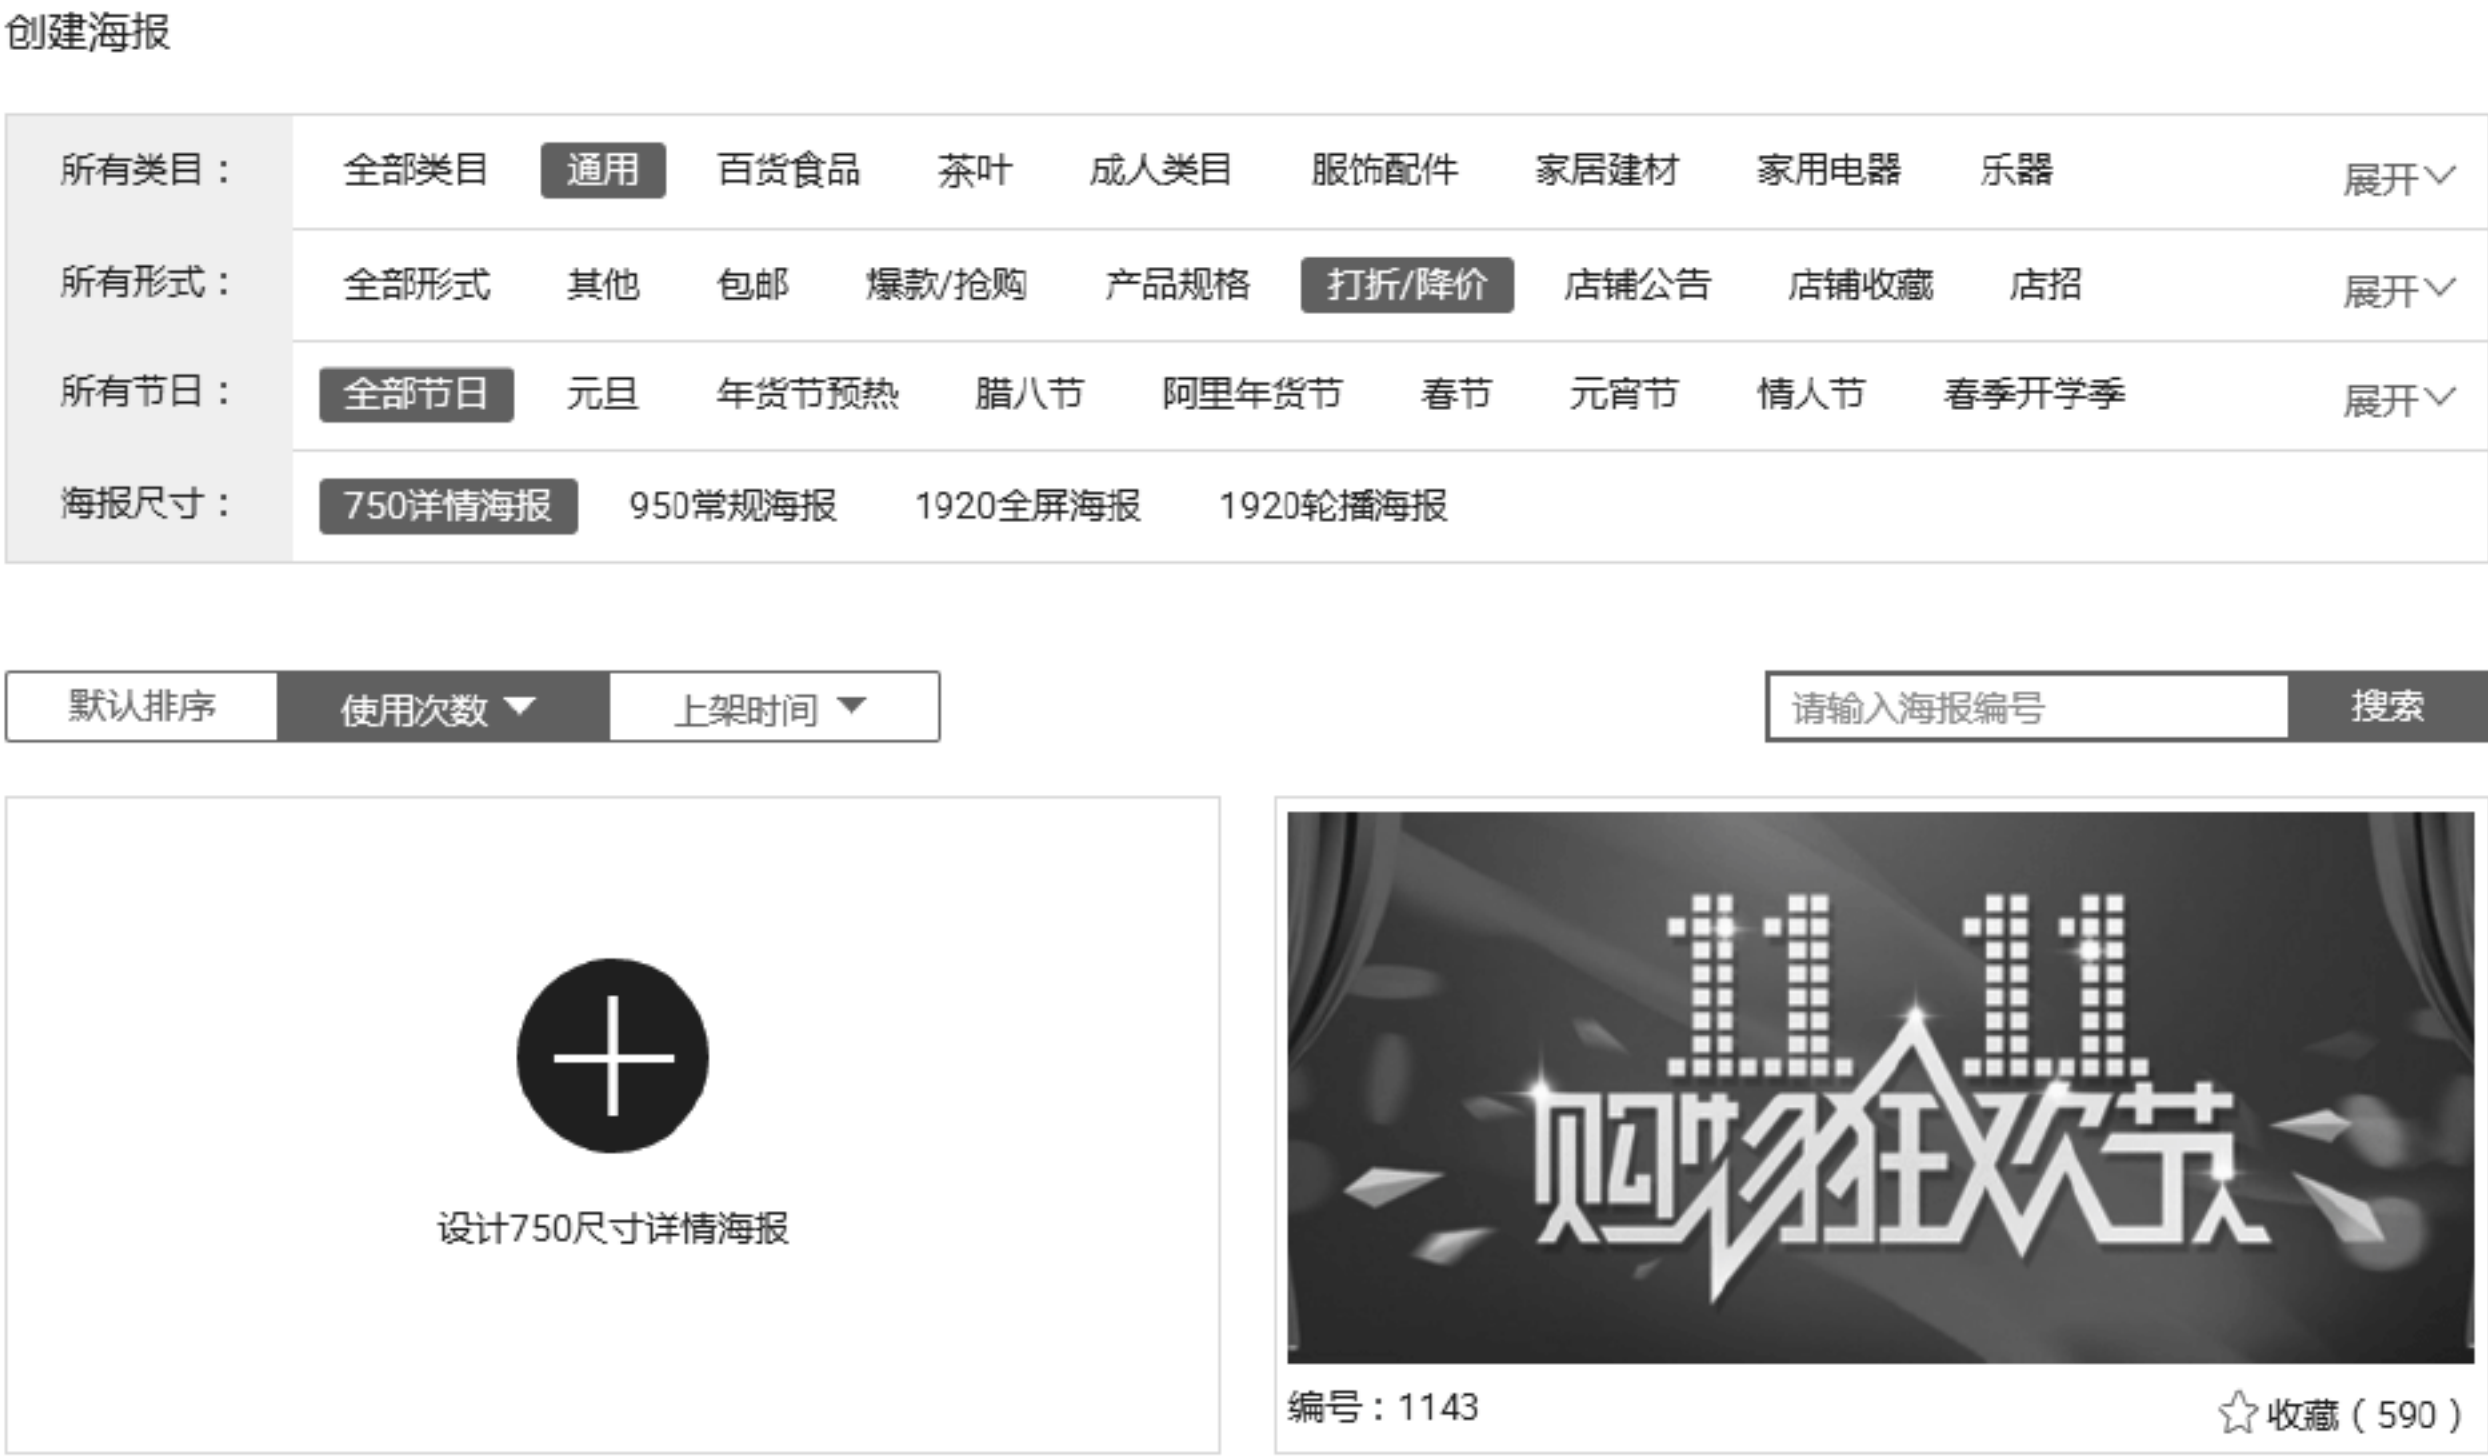 创建海报
所有类目： 全部类目 通用 百货食品 茶叶 成人类目 服饰配件 家居建材 家用电器 乐器 展开
所有形式： 全部形式 其他 包邮 爆款/抢购 产品规格 打折/降价 店铺公告 店铺收藏 店招 展开
所有节日： 全部节日 元旦 年货节预热 腊八节 阿里年货节 春节 元宵节 情人节 春季开学季 展开
海报尺寸： 750详情海报 950常规海报 1920全屏海报 1920轮播海报
默认排序 使用次数 上架时间 请输入海报编号 搜索
设计750尺寸详情海报
11 11
购物狂欢节
编号：1143 收藏（590）